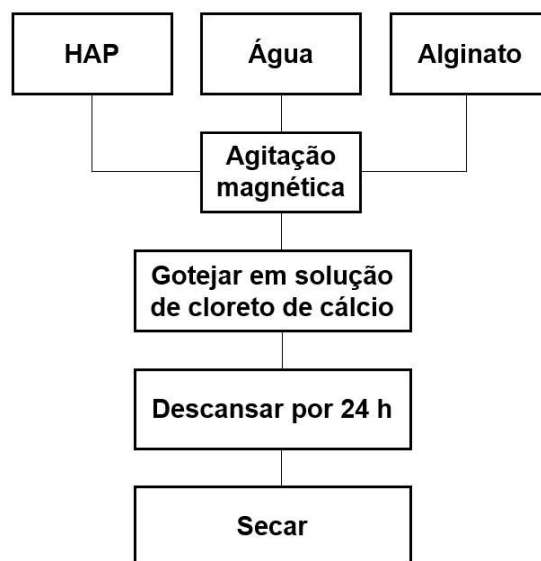 HAP
Água
Alginato
Agitação
magnética
Gotejar em solução
de cloreto de cálcio
Descansar por 24 h
Secar